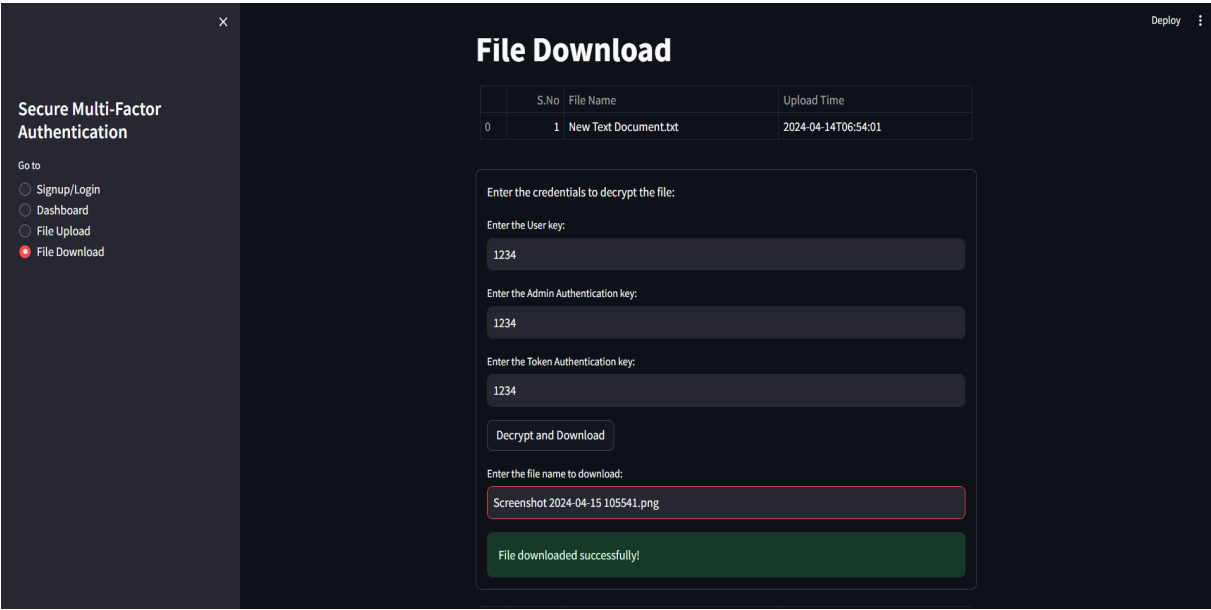 Deploy
Secure Multi-Factor
Authentication
Go to
Signup/Login
Dashboard
File Upload
File Download
File Download
S.No File Name Upload Time
0 1 New Text Document.txt 2024-04-14T06:54:01
Enter the credentials to decrypt the file:
Enter the User key:
1234
Enter the Admin Authentication key:
1234
Enter the Token Authentication key:
1234
Decrypt and Download
Enter the file name to download:
Screenshot 2024-04-15 105541.png
File downloaded successfully!